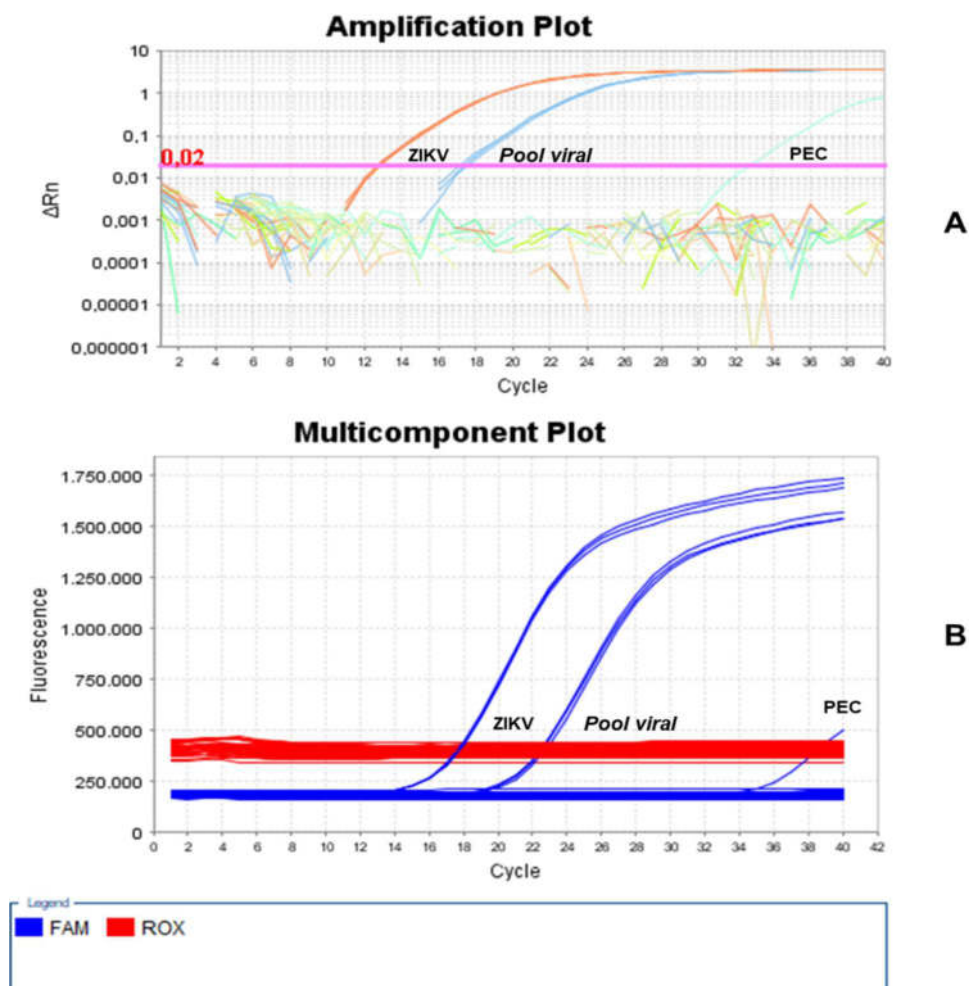 Amplification Plot
10
1
0,1
0,02
0,01
0,001
0,0001
0,00001
0,000001
ΔRn
ZIKV
Pool viral
PEC
A
2 4 6 8 10 12 14 16 18 20 22 24 26 28 30 32 34 36 38 40
Cycle
Multicomponent Plot
1.750.000
1.500.000
1.250.000
1.000.000
750.000
500.000
250.000
0
Fluorescence
ZIKV
Pool viral
PEC
B
0 2 4 6 8 10 12 14 16 18 20 22 24 26 28 30 32 34 36 38 40 42
Cycle
Legend
FAM ROX